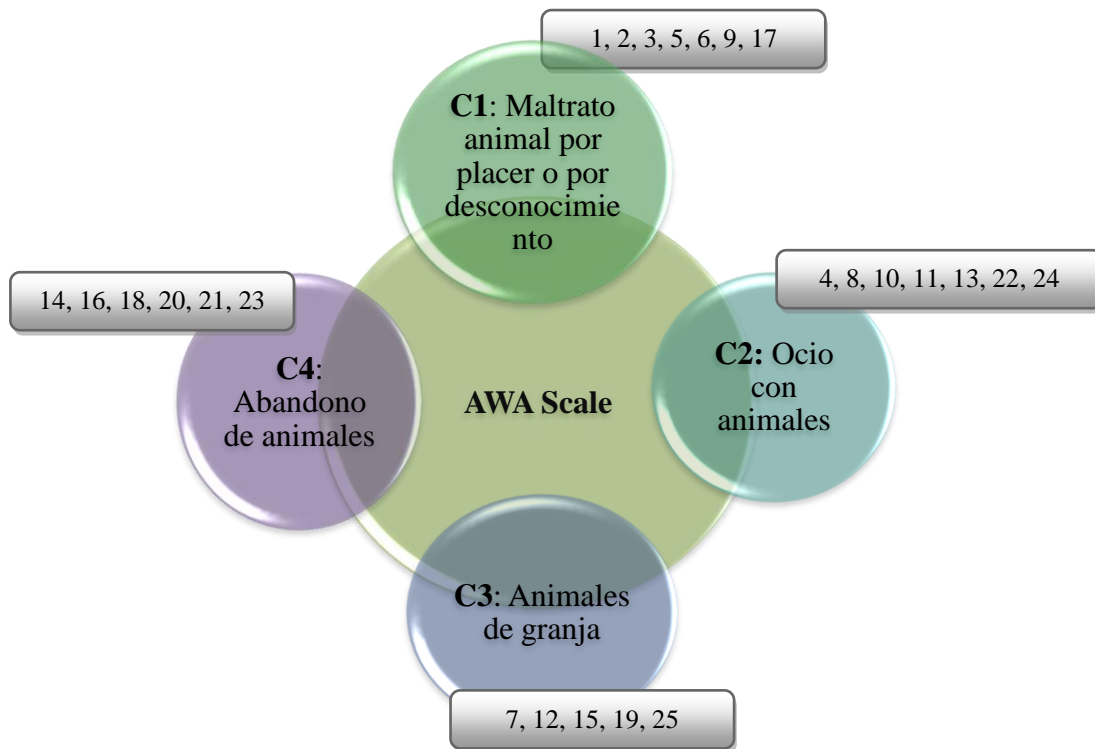 1, 2, 3, 5, 6, 9, 17
C1: Maltrato
animal por
placer o por
desconocimie
nto
4, 8, 10, 11, 13, 22, 24
C2: Ocio
con
animales
14, 16, 18, 20, 21, 23
C4:
Abandono
de animales
AWA Scale
C3: Animales
de granja
7, 12, 15, 19, 25